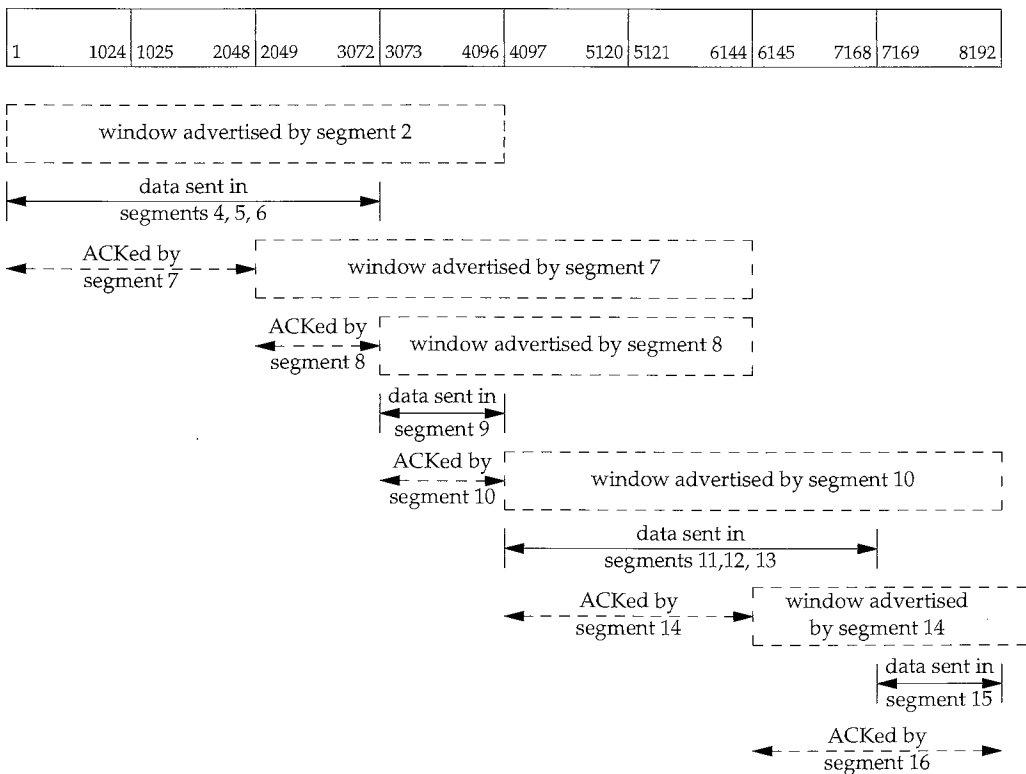 1 1024 1025 2048 2049 3072 3073 4096 4097 5120 5121 6144 6145 7168 7169 8192
window advertised by segment 2
data sent in
segments 4, 5, 6
ACKed by
segment 7
window advertised by segment 7
ACKed by
segment 8
window advertised by segment 8
data sent in
segment 9
ACKed by
segment 10
window advertised by segment 10
data sent in
segments 11,12, 13
ACKed by
segment 14
window advertised
by segment 14
data sent in
segment 15
ACKed by
segment 16